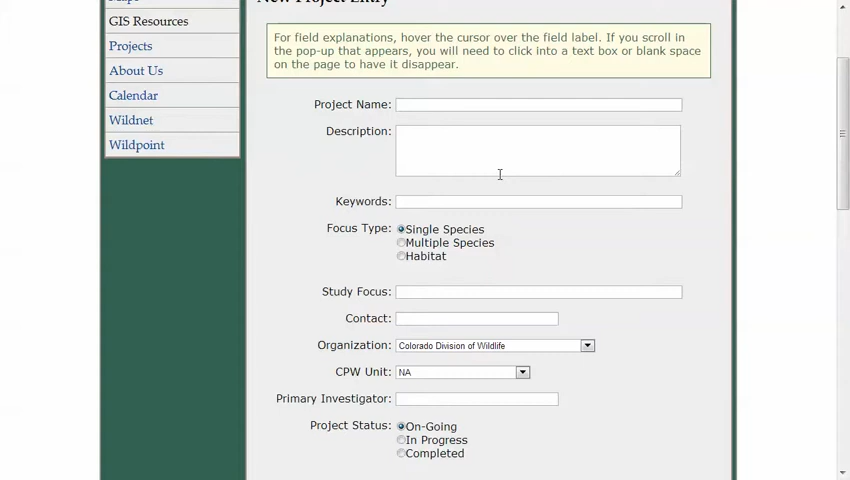 New Project Entry
GIS Resources
Projects
About Us
Calendar
Wildnet
Wildpoint
For field explanations, hover the cursor over the field label. If you scroll in
the pop-up that appears, you will need to click into a text box or blank space
on the page to have it disappear.
Project Name:
Description:
Keywords:
Focus Type:
Single Species
Multiple Species
Habitat
Study Focus:
Contact:
Organization:
Colorado Division of Wildlife
CPW Unit:
NA
Primary Investigator:
Project Status:
On-Going
In Progress
Completed